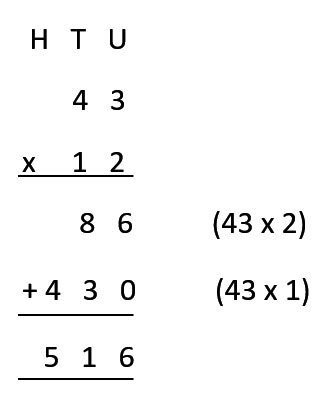 H T U
4 3
x 1 2
8 6 (43 x 2)
+ 4 3 0 (43 x 1)
5 1 6